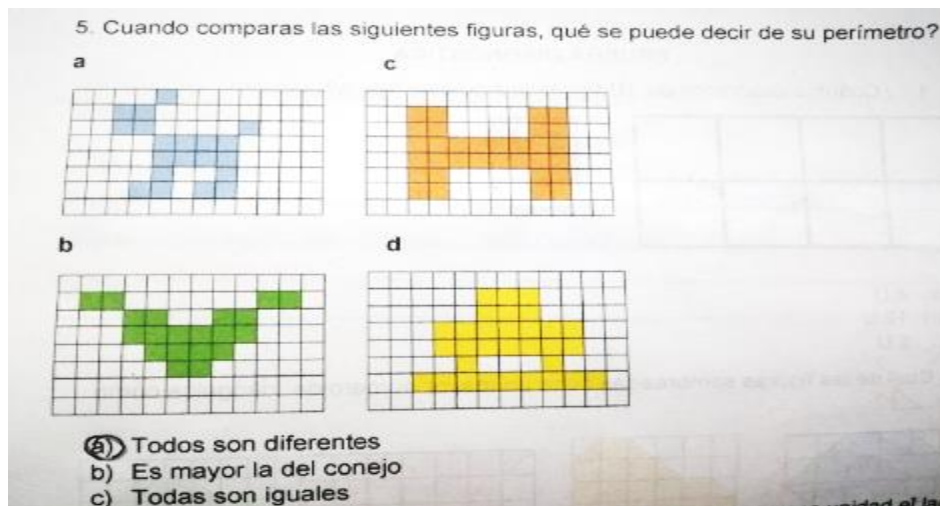 5. Cuando comparas las siguientes figuras, qué se puede decir de su perímetro?
a
c
b
d
a) Todos son diferentes
b) Es mayor la del conejo
c) Todas son iguales